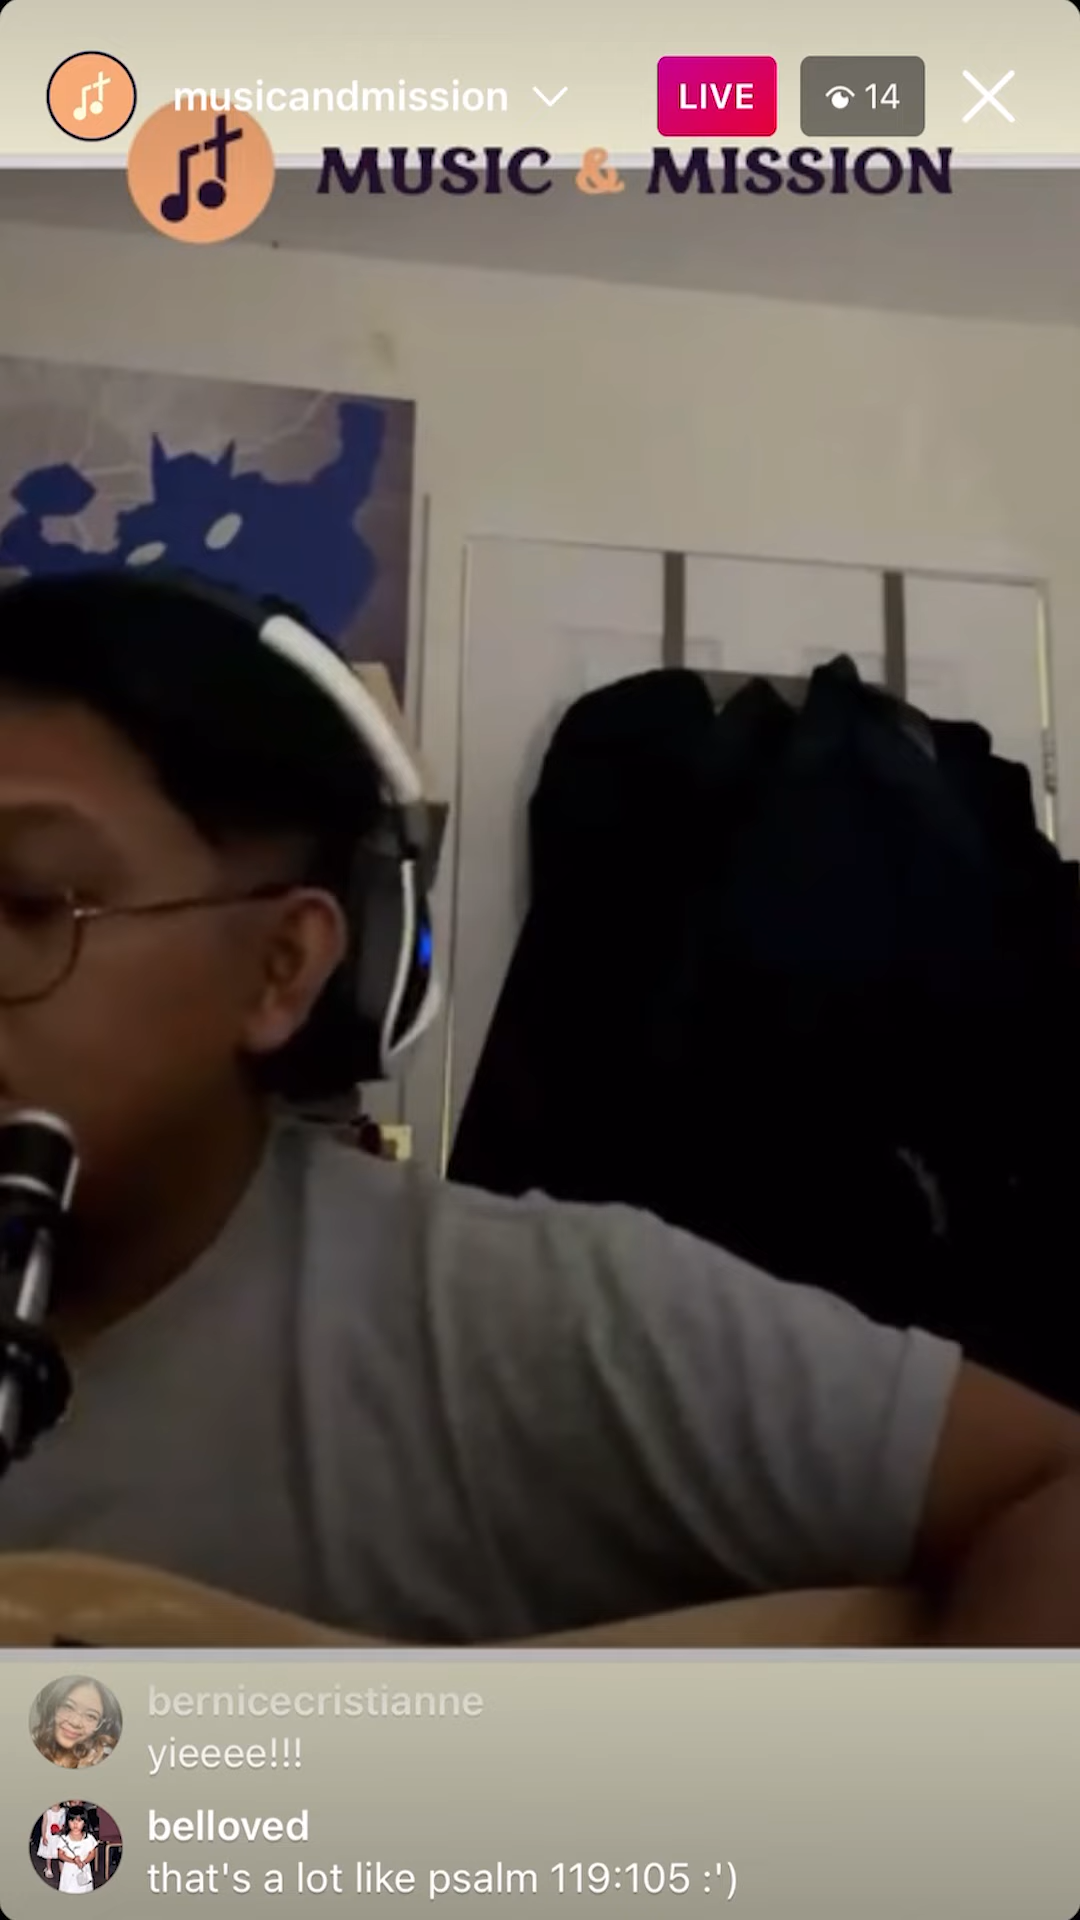 musicandmission
LIVE
14
MUSIC & MISSION
bernicecristianne
yieeee!!!
belloved
that's a lot like psalm 119:105 :')